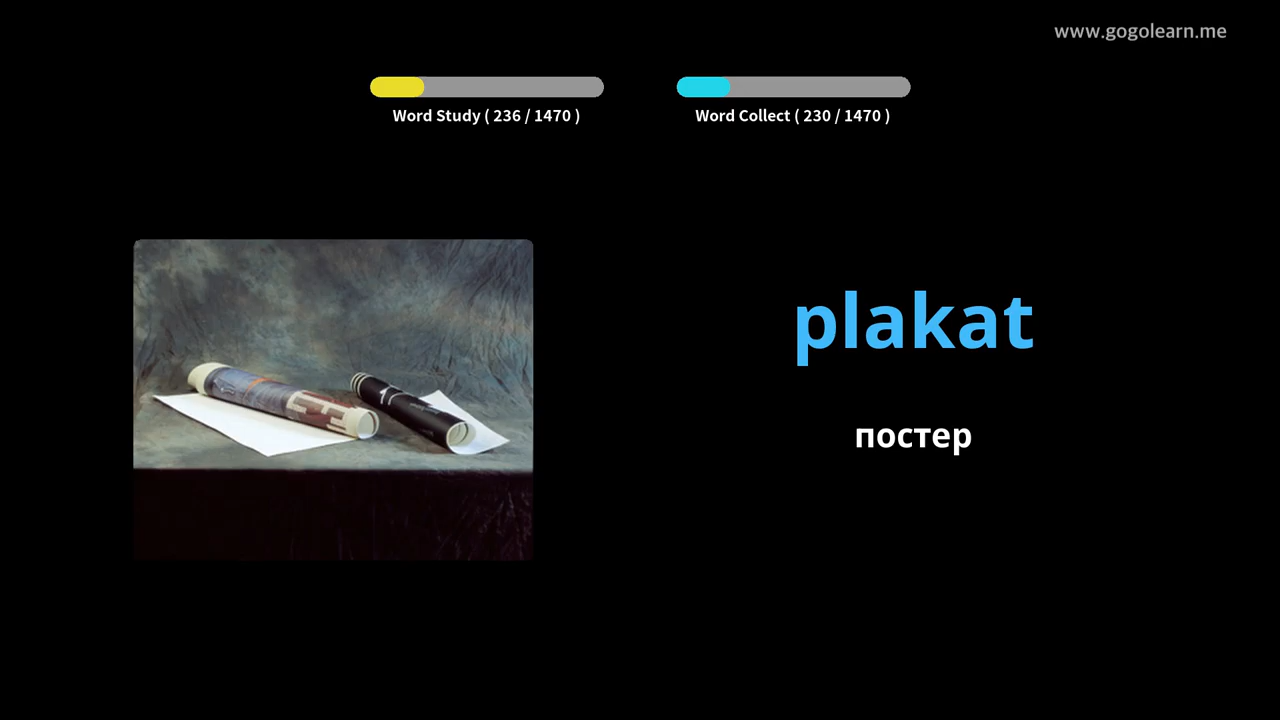 www.gogolearn.me
Word Study ( 236 / 1470 )
Word Collect ( 230 / 1470 )
plakat
постер